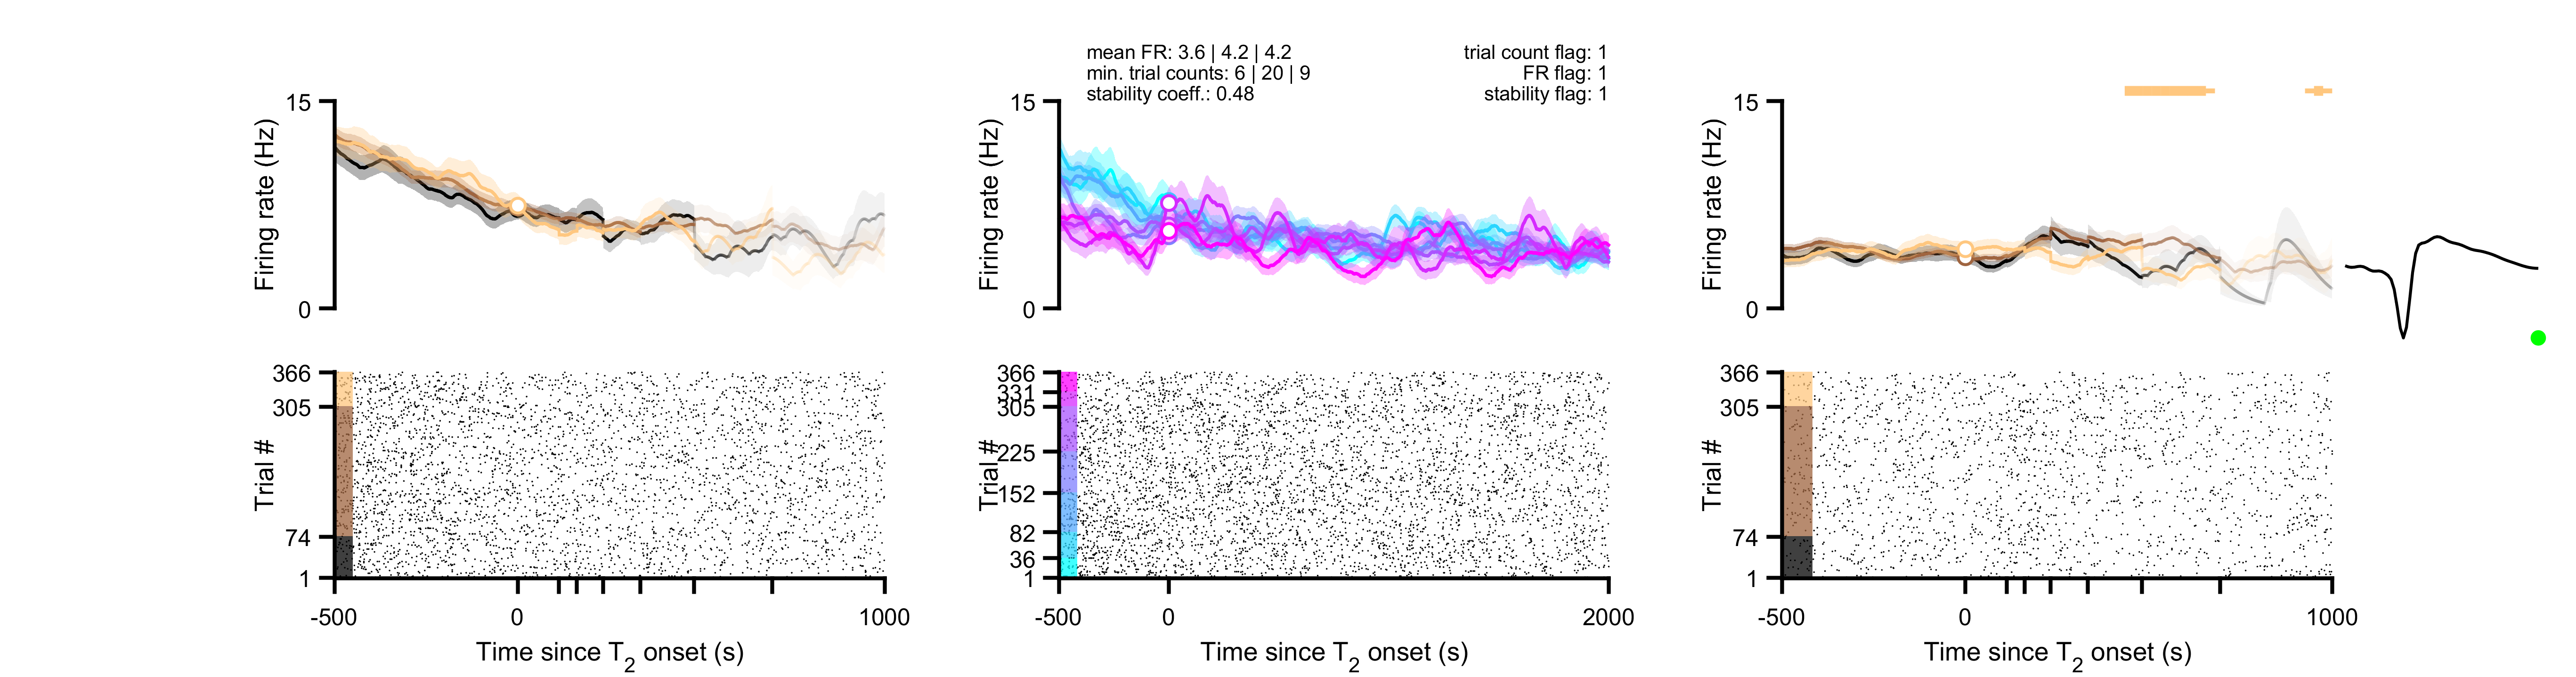 mean FR: 3.6 | 4.2 | 4.2
min. trial counts: 6 | 20 | 9
stability coeff.: 0.48
trial count flag: 1
FR flag: 1
stability flag: 1
15
Firing rate (Hz)
0
15
Firing rate (Hz)
0
15
Firing rate (Hz)
0
366
305
Trial #
74
1
-500
0
1000
Time since T2 onset (s)
366
331
305
Trial #
225
152
82
36
1
-500
0
2000
Time since T2 onset (s)
366
305
Trial #
74
1
-500
0
1000
Time since T2 onset (s)